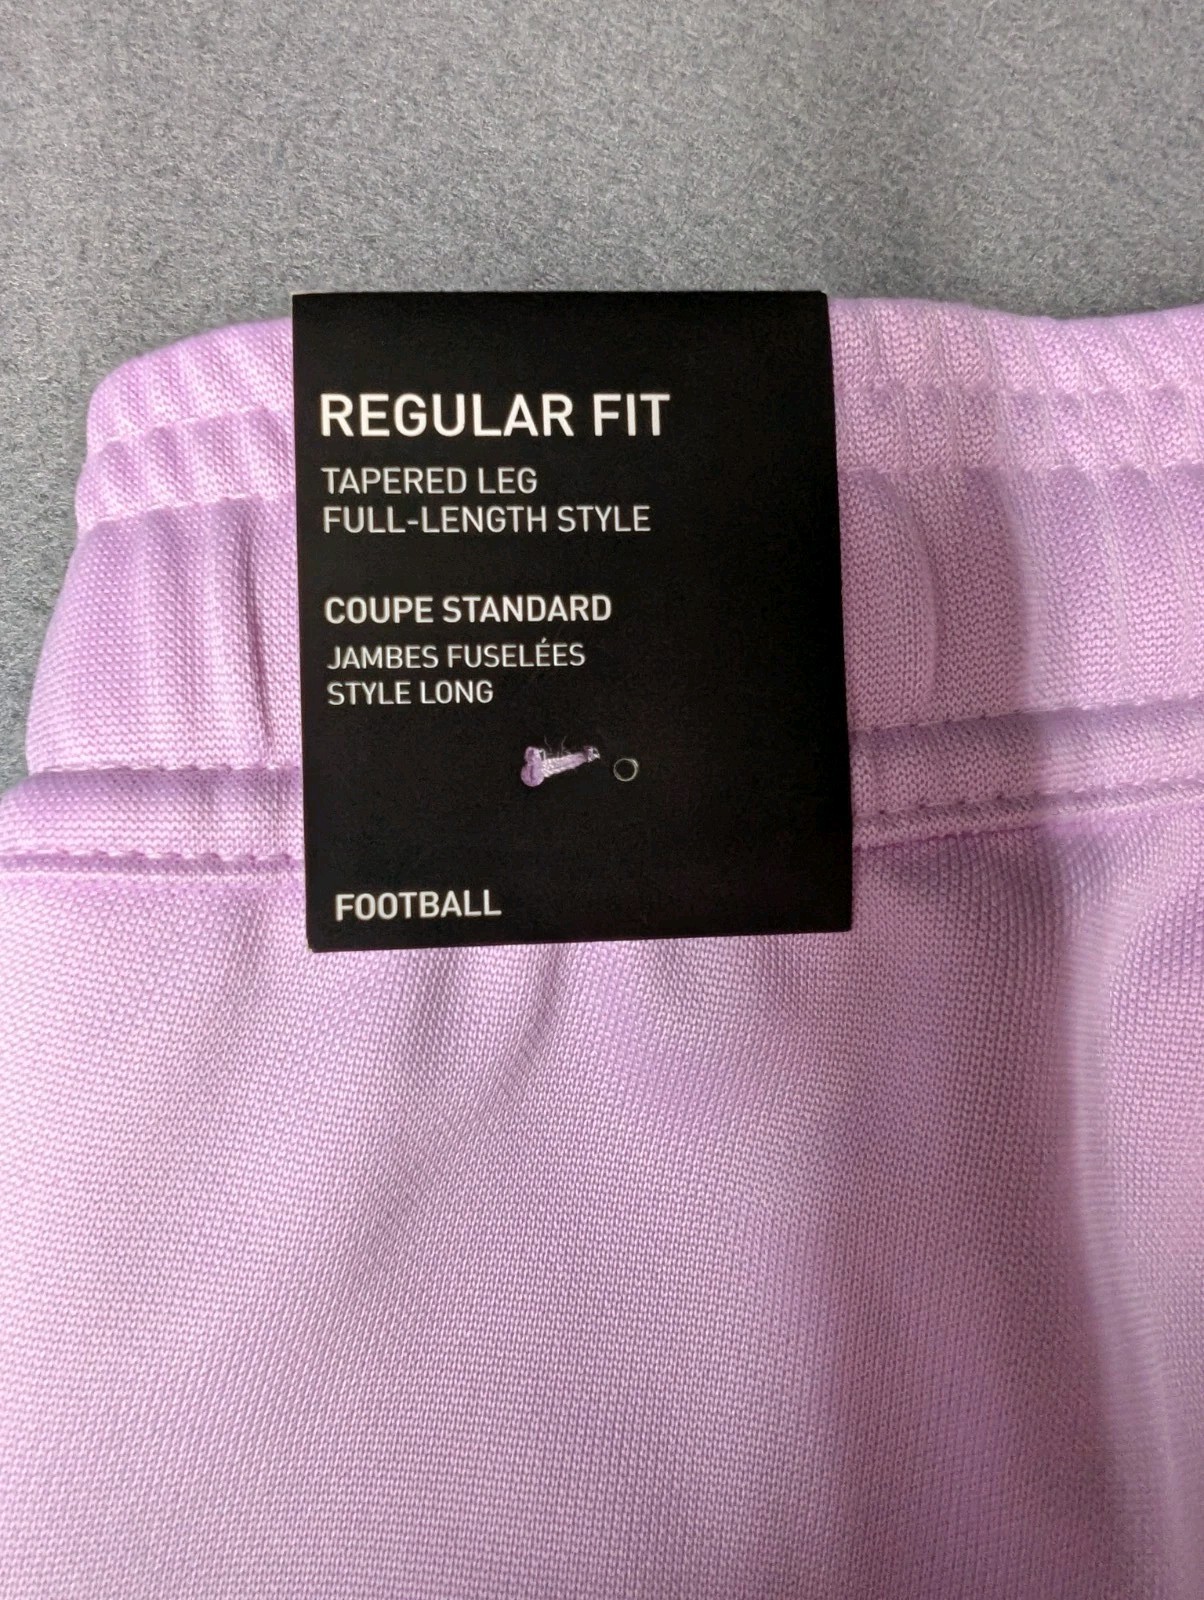 REGULAR FIT
TAPERED LEG
FULL-LENGTH STYLE
COUPE STANDARD
JAMBES FUSELÉES
STYLE LONG
FOOTBALL